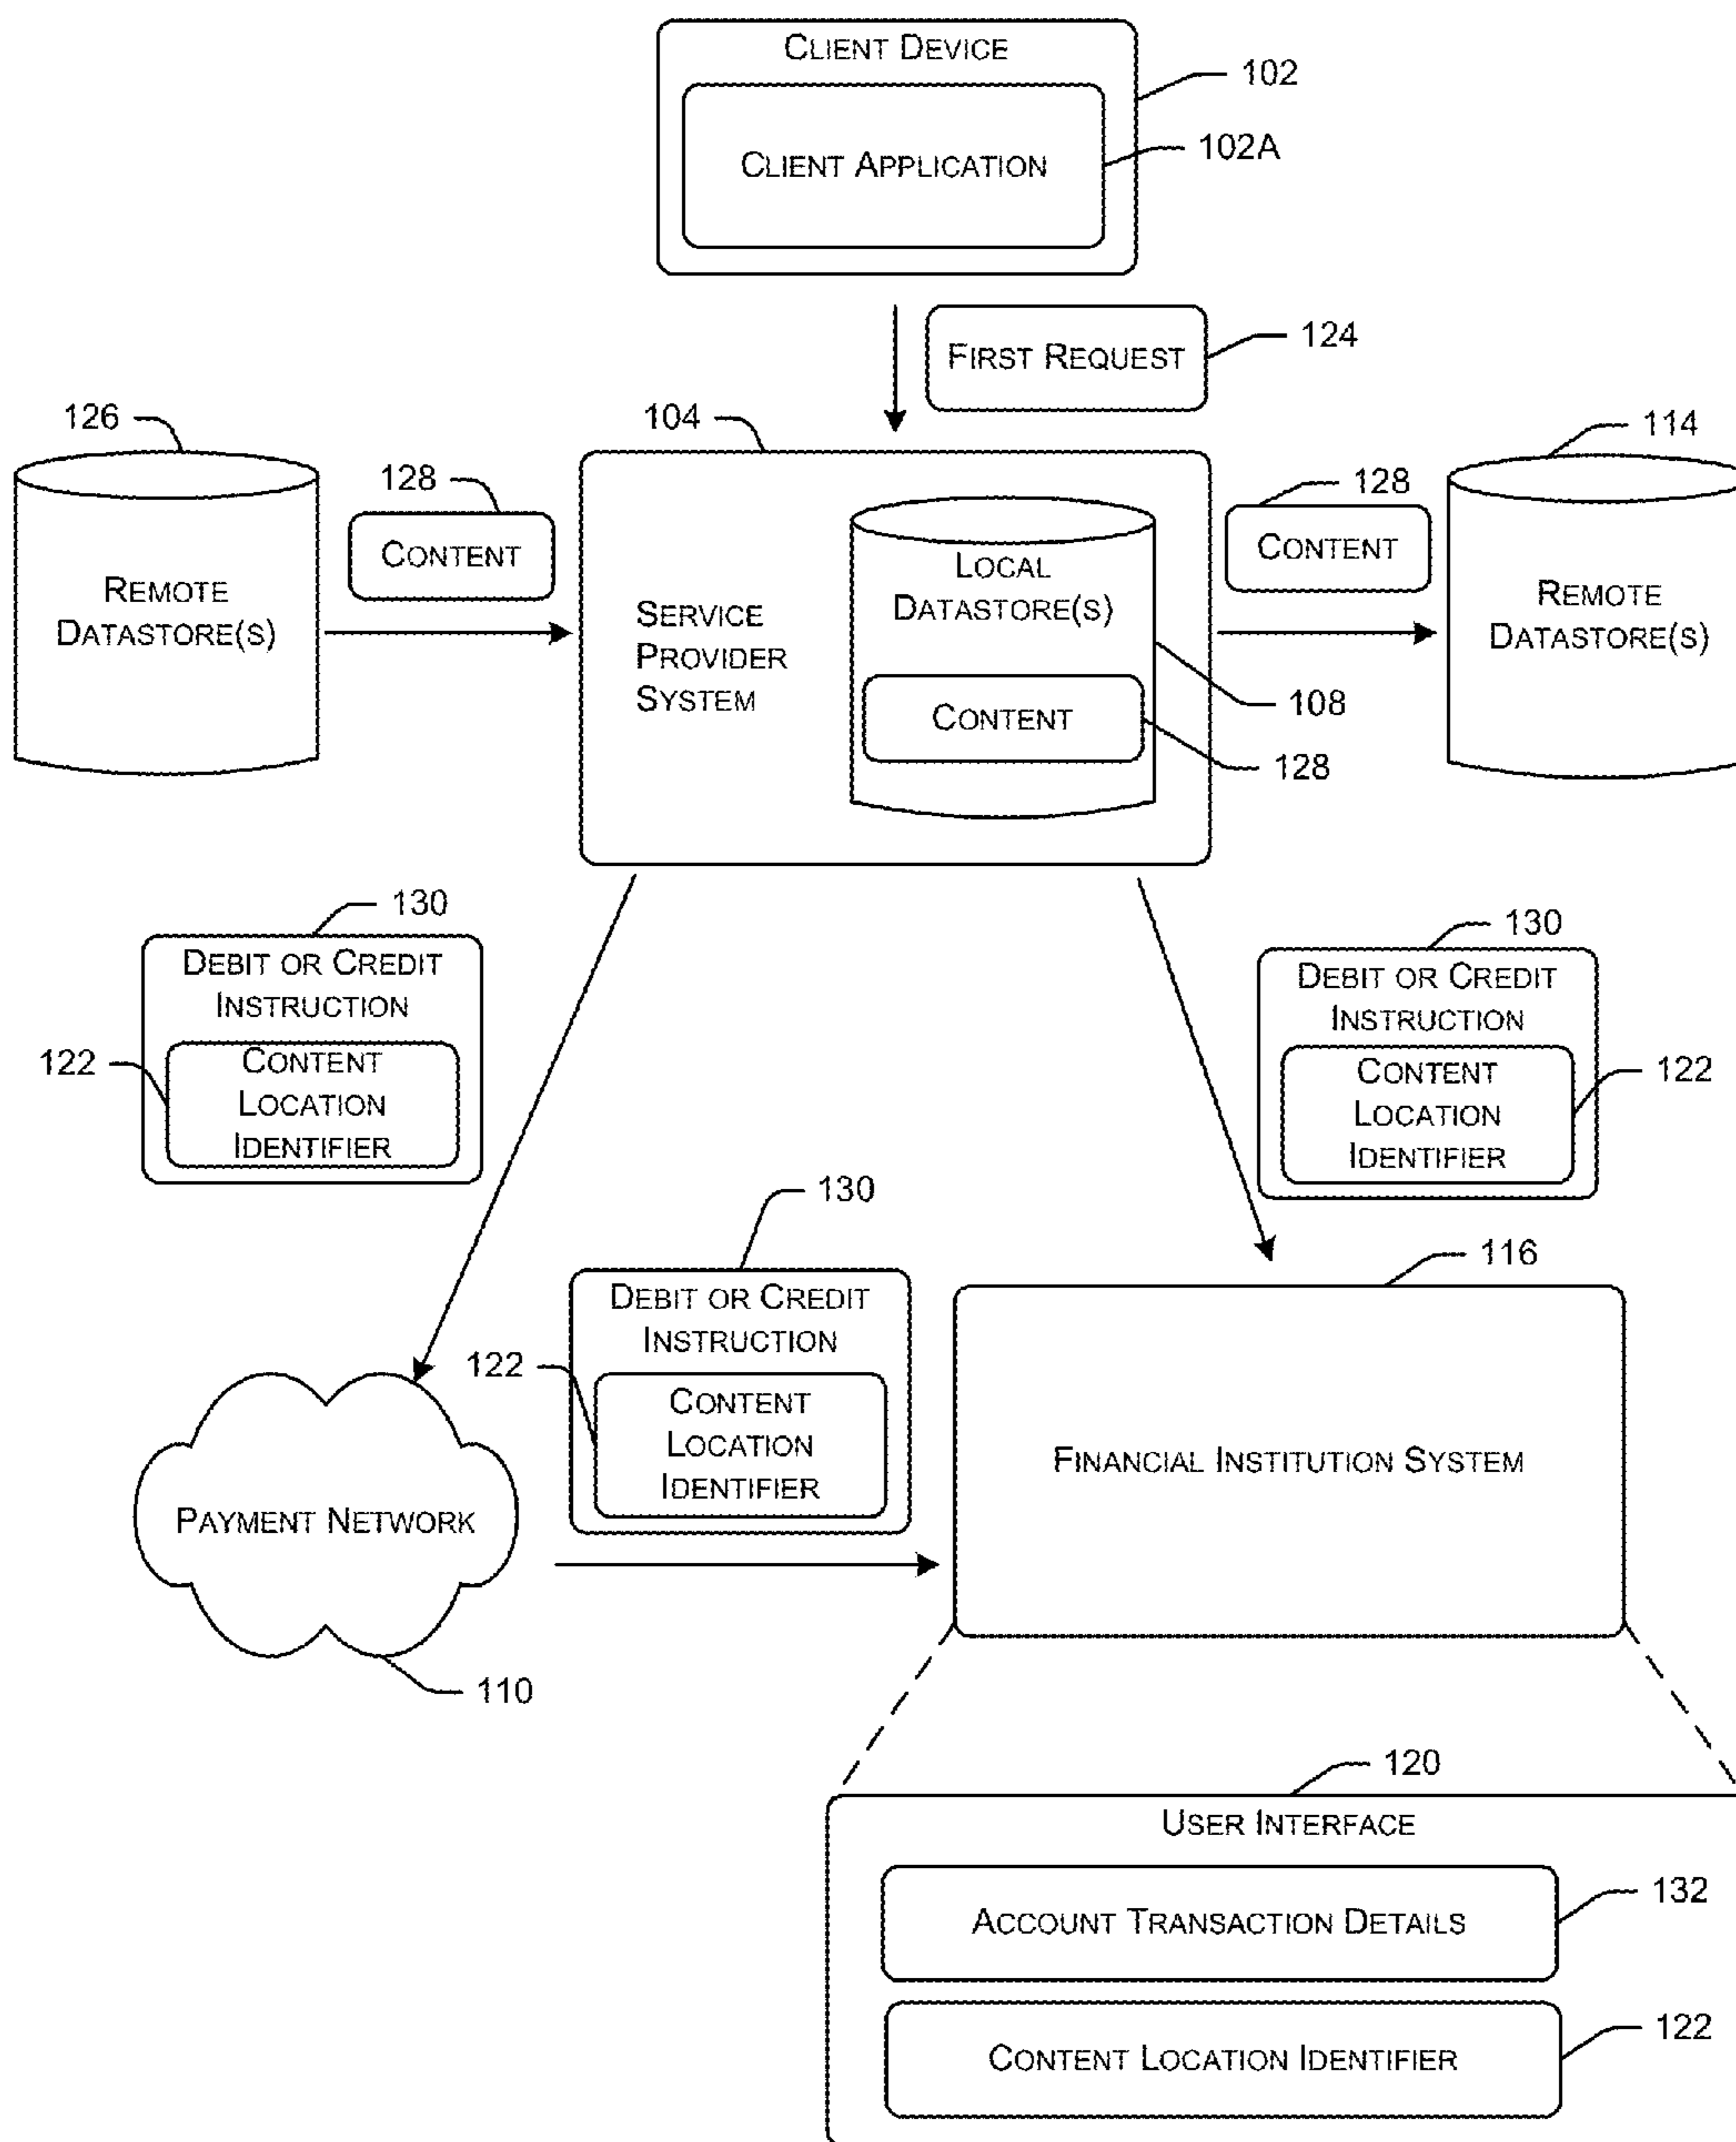 CLIENT DEVICE
102
CLIENT APPLICATION
102A
FIRST REQUEST
124
126
REMOTE
DATASTORE(S)
128
CONTENT
104
SERVICE
PROVIDER
SYSTEM
LOCAL
DATASTORE(S)
CONTENT
108
128
128
CONTENT
114
REMOTE
DATASTORE(S)
130
DEBIT OR CREDIT
INSTRUCTION
122
CONTENT
LOCATION
IDENTIFIER
130
DEBIT OR CREDIT
INSTRUCTION
CONTENT
LOCATION
IDENTIFIER
122
130
DEBIT OR CREDIT
INSTRUCTION
122
CONTENT
LOCATION
IDENTIFIER
PAYMENT NETWORK
110
116
FINANCIAL INSTITUTION SYSTEM
120
USER INTERFACE
ACCOUNT TRANSACTION DETAILS
132
CONTENT LOCATION IDENTIFIER
122